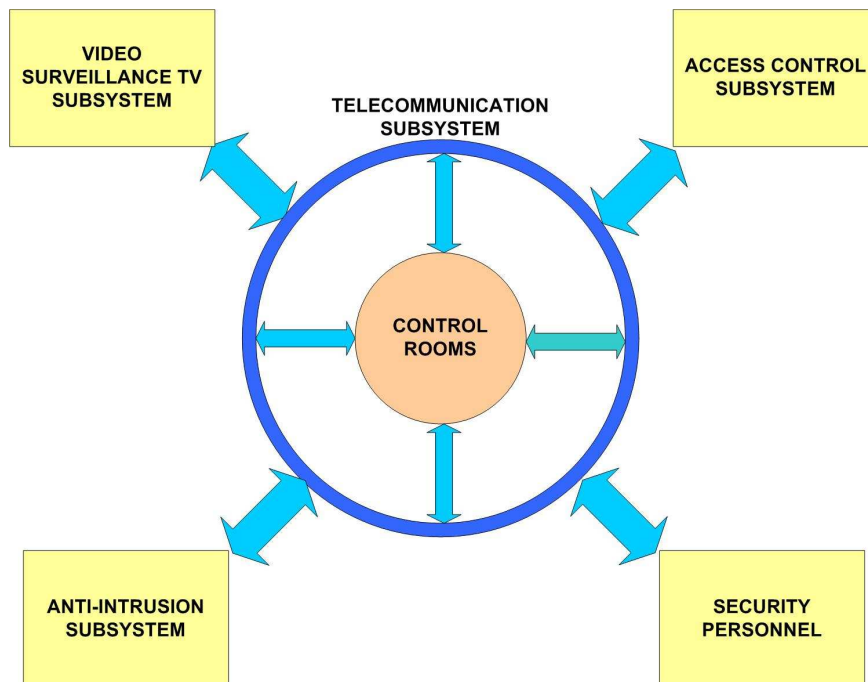 VIDEO
SURVEILLANCE TV
SUBSYSTEM
ACCESS CONTROL
SUBSYSTEM
TELECOMMUNICATION
SUBSYSTEM
CONTROL
ROOMS
ANTI-INTRUSION
SUBSYSTEM
SECURITY
PERSONNEL